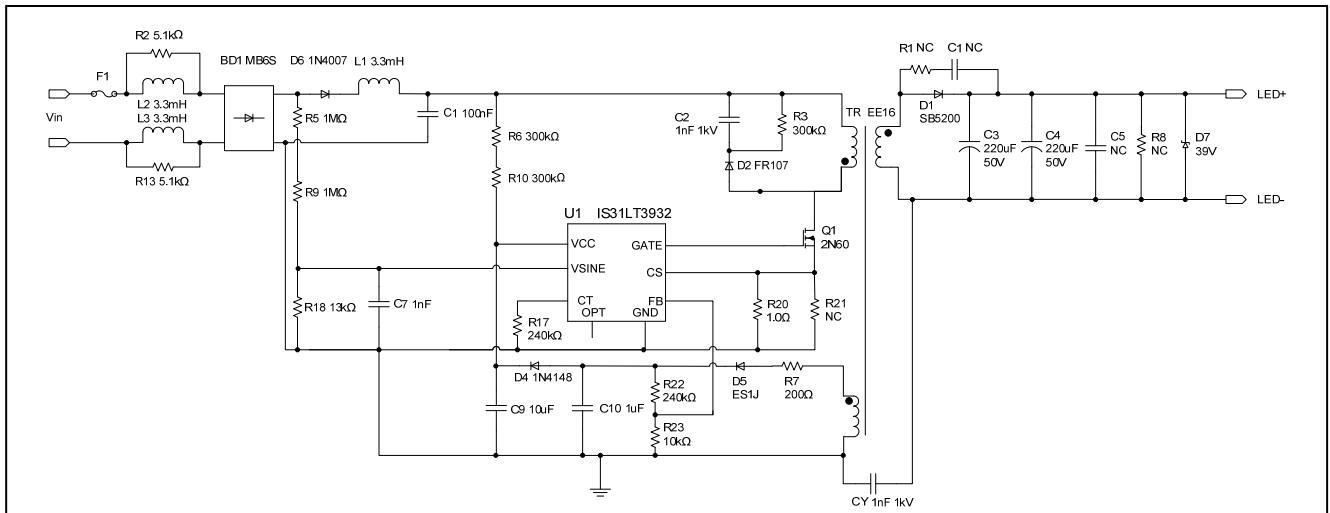 R2 5.1kΩ
F1
L2 3.3mH
L3 3.3mH
Vin
R13 5.1kΩ
BD1 MB6S
D6 1N4007
L1 3.3mH
R5 1MΩ
C1 100nF
R9 1MΩ
R6 300kΩ
R10 300kΩ
R18 13kΩ
C7 1nF
R17
240kΩ
U1 IS31LT3932
VCC
GATE
VSINE
CS
CT
FB
OPT
GND
C2
1nF 1kV
R3
300kΩ
D2 FR107
Q1
2N60
R20
1.0Ω
R21
NC
D4 1N4148
C9 10uF
C10 1uF
R22
240kΩ
R23
10kΩ
D5
ES1J
R7
200Ω
TR EE16
CY 1nF 1kV
R1 NC
C1 NC
D1
SB5200
C3
220uF
50V
C4
220uF
50V
C5
NC
R8
NC
D7
39V
LED+
LED-